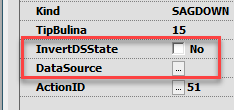 Kind SAGDOWN
TipBulina 15
InvertDSState No
DataSource ...
ActionID ... 51